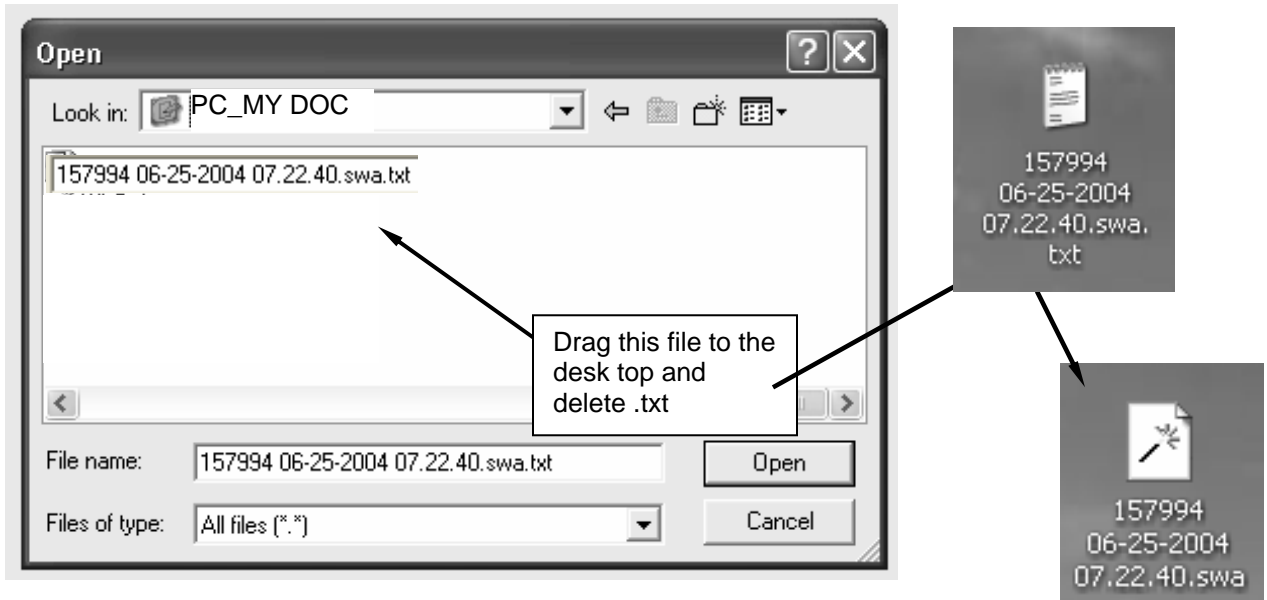 Open
Look in: PC_MY DOC
157994 06-25-2004 07.22.40.swa.txt
Drag this file to the
desk top and
delete .txt
File name: 157994 06-25-2004 07.22.40.swa.txt Open
Files of type: All files (*.*) Cancel
157994
06-25-2004
07.22.40.swa.
txt
157994
06-25-2004
07.22.40.swa